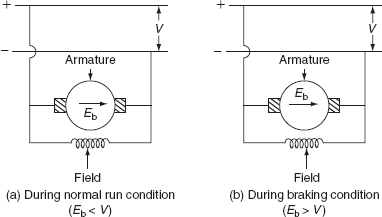 +
V
−
Armature
E_b
Field
(a) During normal run condition
(E_b < V)
+
V
−
Armature
E_b
Field
(b) During braking condition
(E_b > V)